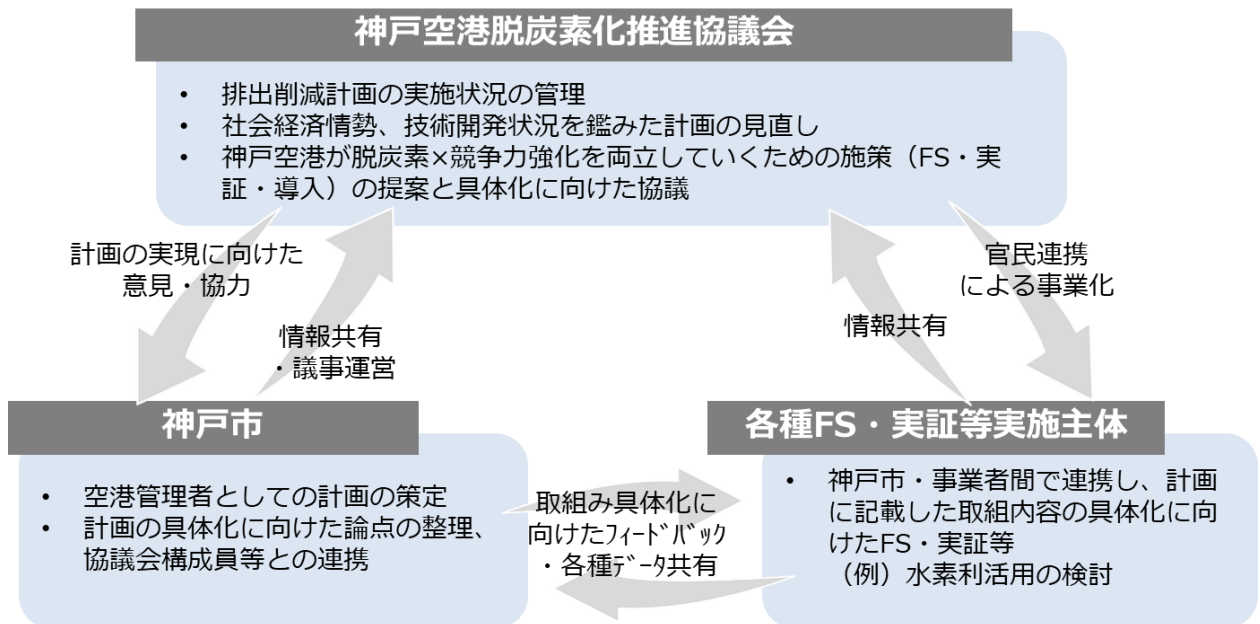 神戸空港脱炭素化推進協議会
• 排出削減計画の実施状況の管理
• 社会経済情勢、技術開発状況を鑑みた計画の見直し
• 神戸空港が脱炭素×競争力強化を両立していくための施策（FS・実
証・導入）の提案と具体化に向けた協議
計画の実現に向けた
意見・協力
情報共有
・議事運営
情報共有
官民連携
による事業化
神戸市
• 空港管理者としての計画の策定
• 計画の具体化に向けた論点の整理、
協議会構成員等との連携
取組み具体化に
向けたﾌｨｰﾄﾞﾊﾞｯｸ
・各種ﾃﾞｰﾀ共有
各種FS・実証等実施主体
• 神戸市・事業者間で連携し、計画
に記載した取組内容の具体化に向
けたFS・実証等
（例）水素利活用の検討